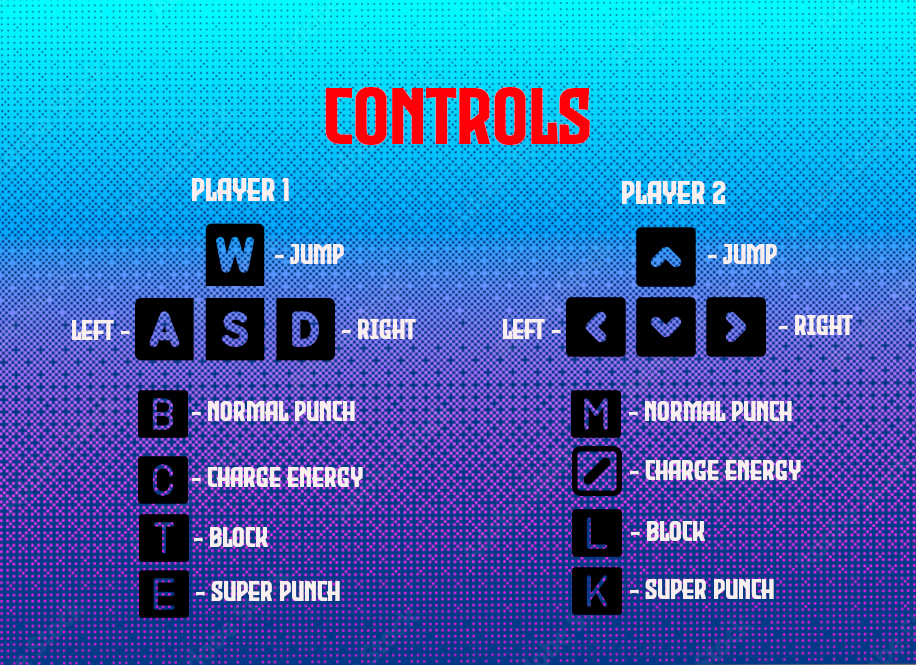 CONTROLS
PLAYER 1
W - JUMP
LEFT - A S D - RIGHT
B - NORMAL PUNCH
C - CHARGE ENERGY
T - BLOCK
E - SUPER PUNCH
PLAYER 2
^ - JUMP
LEFT - < v > - RIGHT
M - NORMAL PUNCH
/ - CHARGE ENERGY
L - BLOCK
K - SUPER PUNCH